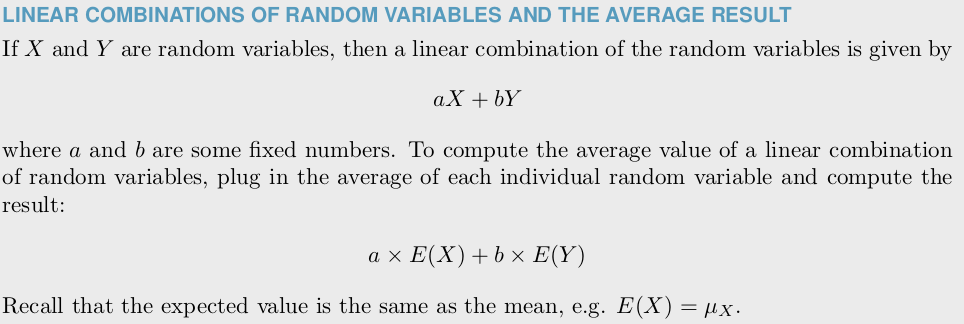 LINEAR COMBINATIONS OF RANDOM VARIABLES AND THE AVERAGE RESULT
If X and Y are random variables, then a linear combination of the random variables is given by
aX + bY
where a and b are some fixed numbers. To compute the average value of a linear combination
of random variables, plug in the average of each individual random variable and compute the
result:
a × E(X) + b × E(Y)
Recall that the expected value is the same as the mean, e.g. E(X) = μ_X.